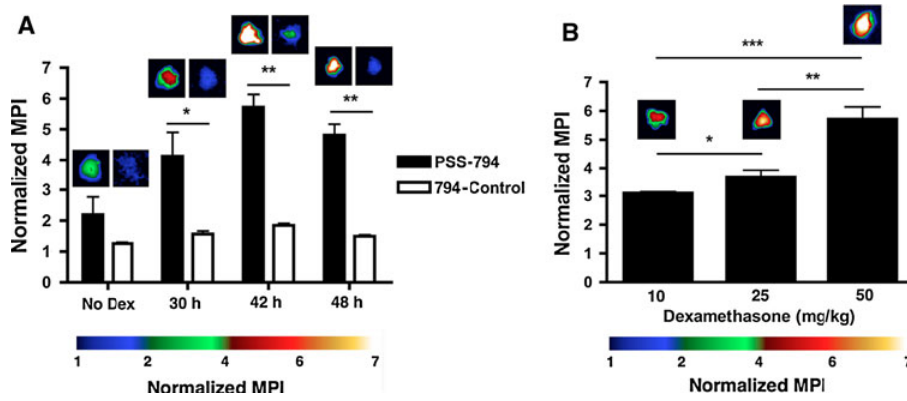 A
Normalized MPI
7
6
5
4
3
2
1
0
*
**
**
No Dex 30 h 42 h 48 h
PSS-794
794-Control
1 2 4 6 7
Normalized MPI
B
Normalized MPI
7
6
5
4
3
2
1
0
***
**
*
10 25 50
Dexamethasone (mg/kg)
1 2 4 6 7
Normalized MPI